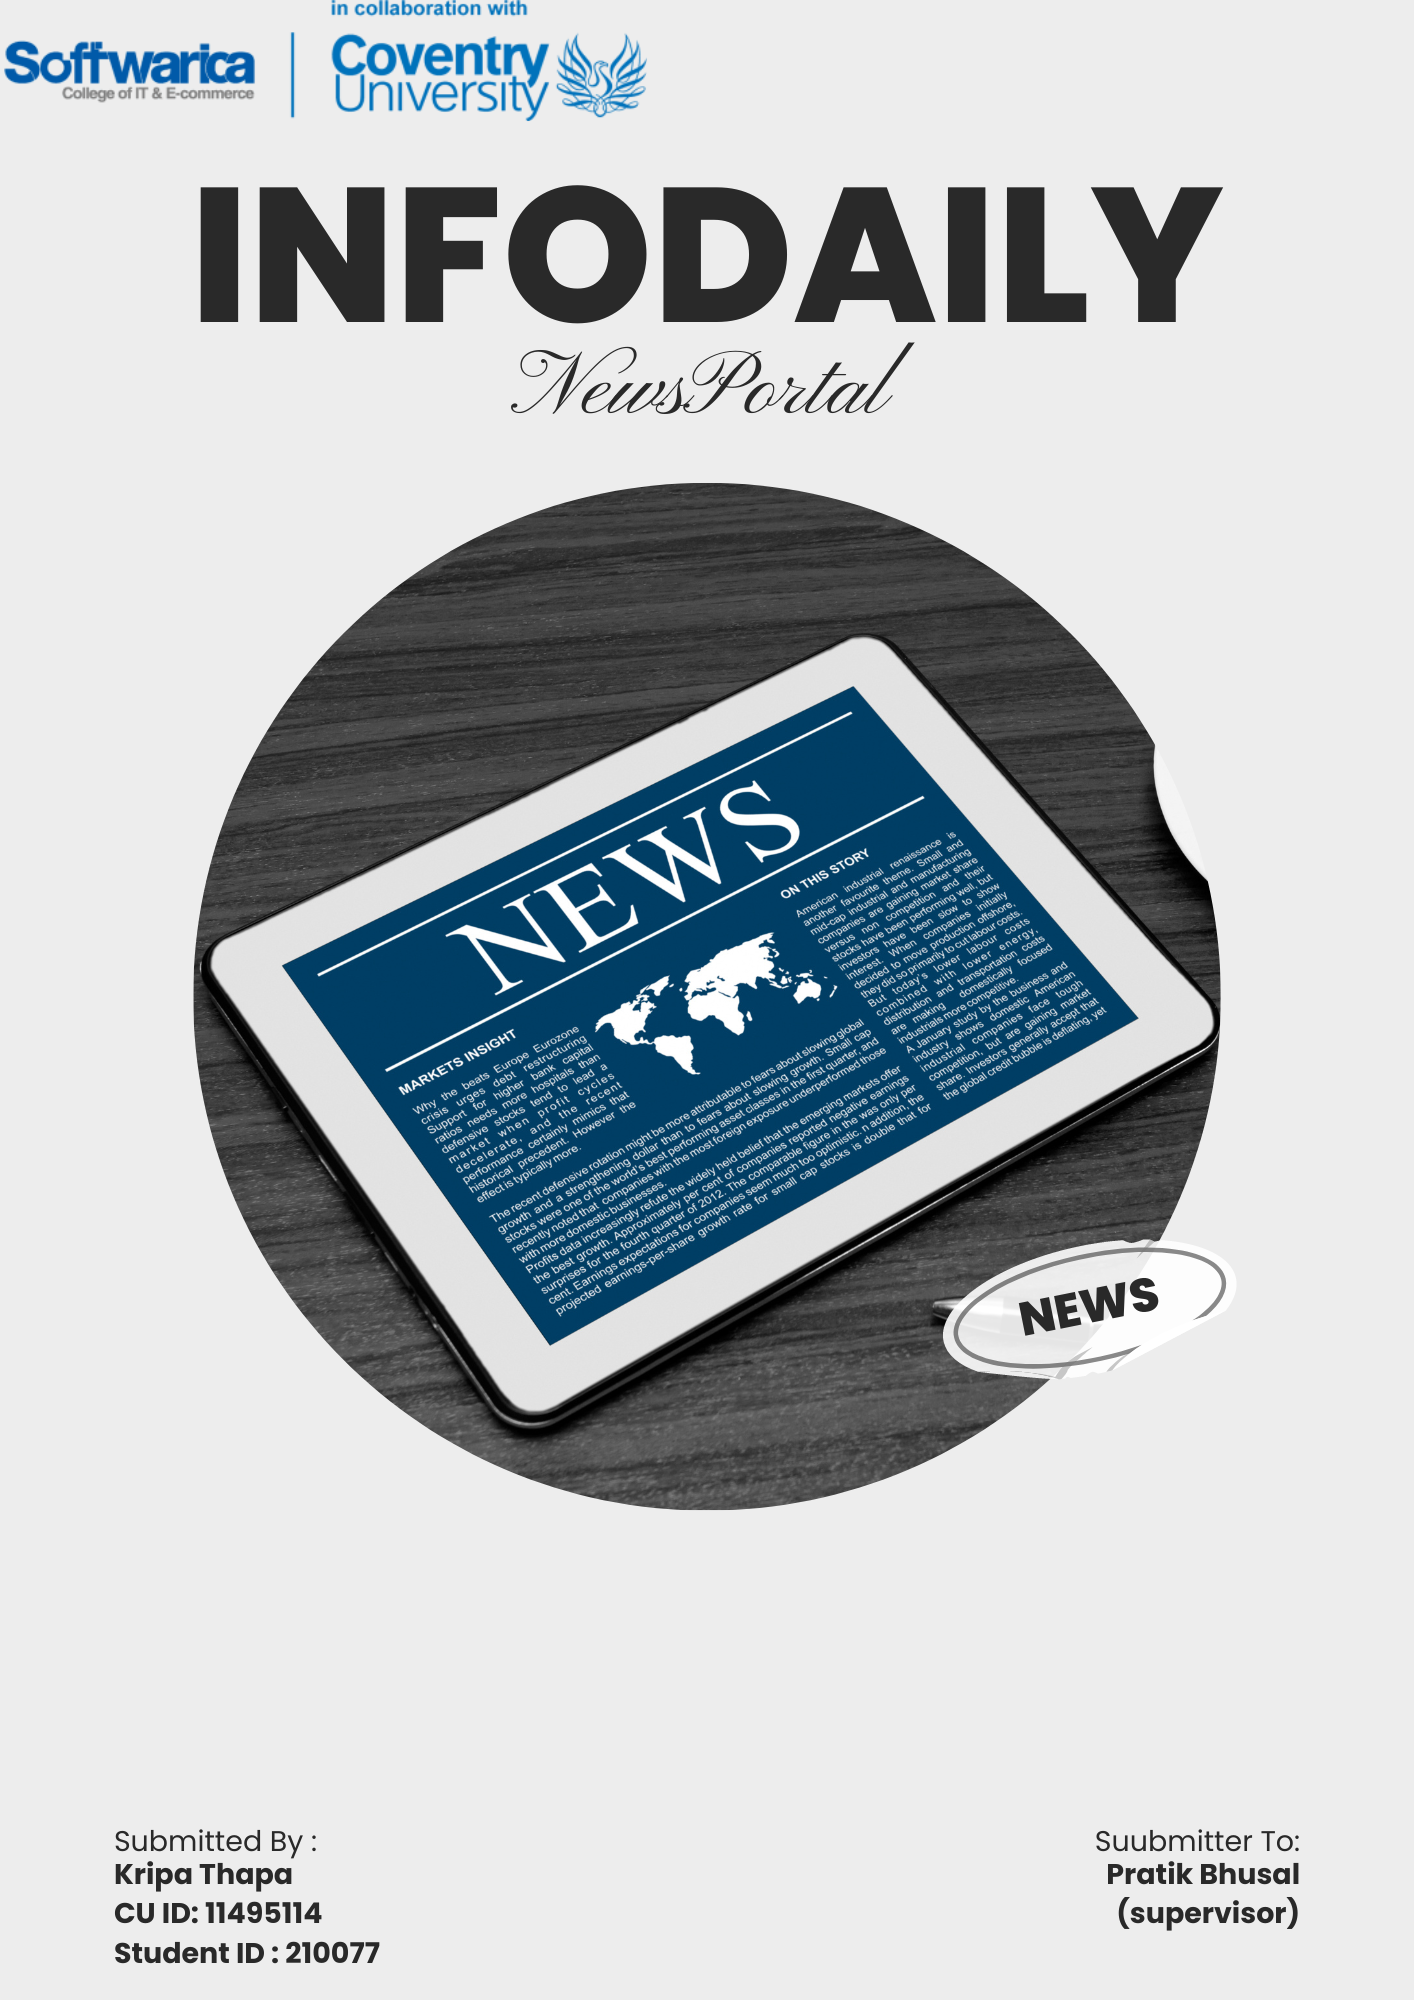 in collaboration with
Softwarica
College of IT & E-commerce
Coventry
University
INFODAILY
NewsPortal
NEWS
MARKETS INSIGHT
Why the beats Europe Eurozone
crisis urges debt restructuring
Support for higher bank capital
ratios needs more hospitals than
defensive stocks tend to lead a
market when profit cycles
decelerate, and the recent
performance certainly mimics that
historical precedent. However the
effect is typically more.
The recent defensive rotation might be more attributable to fears about slowing global
growth and a strengthening dollar than to fears about slowing growth. Small cap
stocks were one of the world's best performing asset classes in the first quarter, and
recently noted that companies with the most foreign exposure underperformed those
with more domestic businesses.
Profits data increasingly refute the widely held belief that the emerging markets offer
the best growth. Approximately per cent of companies reported negative earnings
surprises for the fourth quarter of 2012. The comparable figure in the was only per
cent. Earnings expectations for companies seem much too optimistic. n addition, the
projected earnings-per-share growth rate for small cap stocks is double that for
ON THIS STORY
American industrial renaissance is
another favourite theme. Small and
mid-cap industrial and manufacturing
companies are gaining market share
versus non competition and their
stocks have been performing well, but
investors have been slow to show
interest. When companies initially
decided to move production offshore,
they did so primarily to cut labour costs.
But today's lower labour costs
combined with lower energy,
distribution and transportation costs
are making domestically focused
industrials more competitive.
A January study by the business and
industry shows domestic American
industrial companies face tough
competition, but are gaining market
share. Investors generally accept that
the global credit bubble is deflating, yet
NEWS
Submitted By :
Kripa Thapa
CU ID: 11495114
Student ID : 210077
Suubmitter To:
Pratik Bhusal
(supervisor)